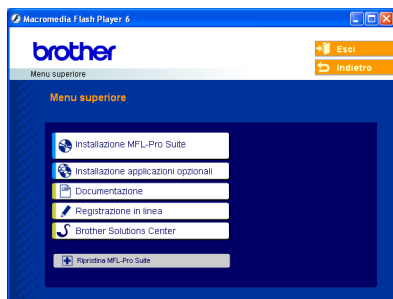 Macromedia Flash Player 6
brother
Esci
Menu superiore
Indietro
Menu superiore
Installazione MFL-Pro Suite
Installazione applicazioni opzionali
Documentazione
Registrazione in linea
Brother Solutions Center
Ripristina MFL-Pro Suite